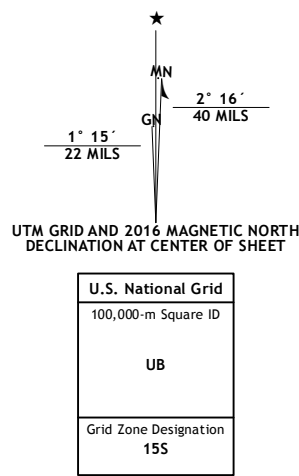 ★
MN
GN
2° 16´
40 MILS
1° 15´
22 MILS
UTM GRID AND 2016 MAGNETIC NORTH
DECLINATION AT CENTER OF SHEET
U.S. National Grid
100,000-m Square ID
UB
Grid Zone Designation
15S